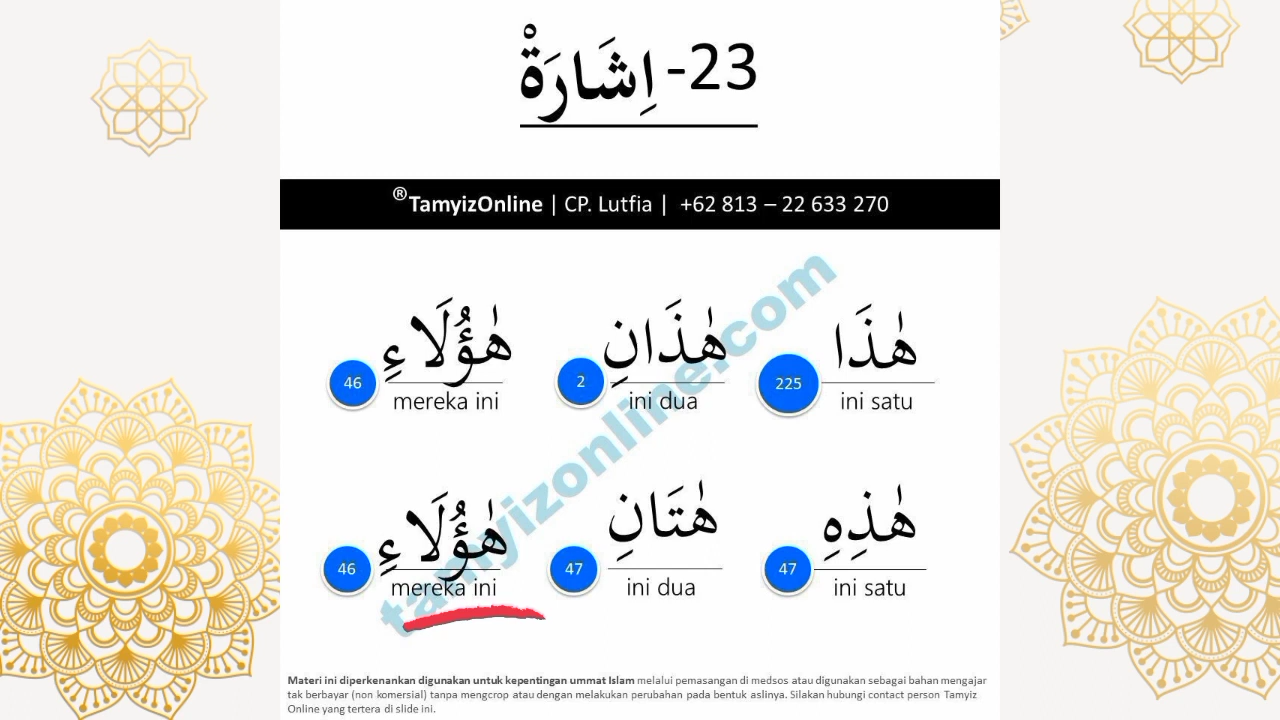 23- اِشَارَةْ
®TamyizOnline | CP. Lutfia | +62 813 – 22 633 270
هٰذَا هٰذَانِ هٰؤُلَاءِ
225 2 46
ini satu ini dua mereka ini
هٰذِهِ هٰتَانِ هٰؤُلَاءِ
47 47 46
ini satu ini dua mereka ini
tamyizonline.com
Materi ini diperkenankan digunakan untuk kepentingan ummat Islam melalui pemasangan di medsos atau digunakan sebagai bahan mengajar
tak berbayar (non komersial) tanpa mengcrop atau dengan melakukan perubahan pada bentuk aslinya. Silakan hubungi contact person Tamyiz
Online yang tertera di slide ini.